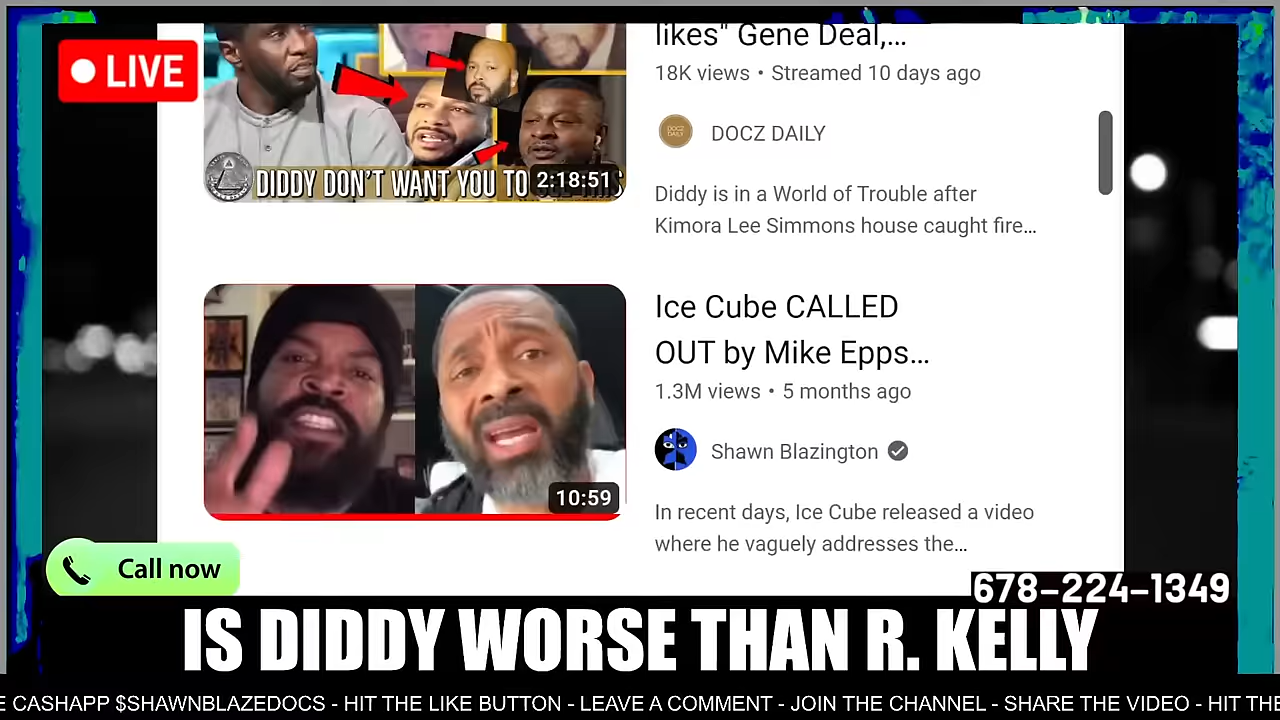 likes" Gene Deal,...
LIVE
18K views • Streamed 10 days ago
DOCZ DAILY
DIDDY DON'T WANT YOU TO
2:18:51
Diddy is in a World of Trouble after
Kimora Lee Simmons house caught fire...
Ice Cube CALLED
OUT by Mike Epps...
1.3M views • 5 months ago
Shawn Blazington
10:59
In recent days, Ice Cube released a video
where he vaguely addresses the...
Call now
678-224-1349
IS DIDDY WORSE THAN R. KELLY
E CASHAPP $SHAWNBLAZEDOCS - HIT THE LIKE BUTTON - LEAVE A COMMENT - JOIN THE CHANNEL - SHARE THE VIDEO - HIT THE